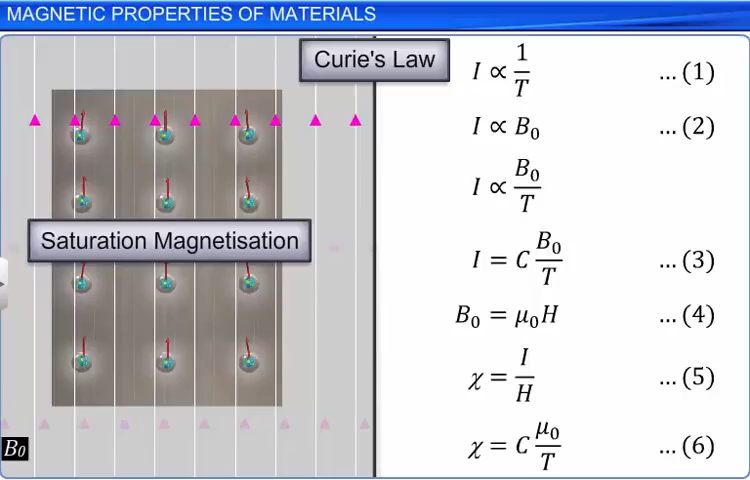 MAGNETIC PROPERTIES OF MATERIALS
Curie's Law
Saturation Magnetisation
B₀
I ∝ 1/T ...(1)
I ∝ B₀ ...(2)
I ∝ B₀/T
I = C B₀/T ...(3)
B₀ = μ₀H ...(4)
χ = I/H ...(5)
χ = C μ₀/T ...(6)